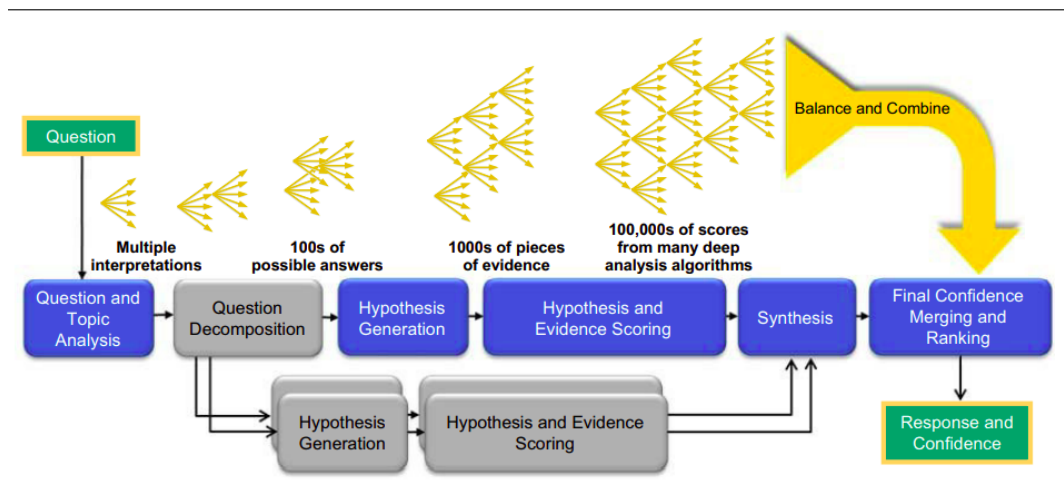 Question
Balance and Combine
Multiple
interpretations
100s of
possible answers
1000s of pieces
of evidence
100,000s of scores
from many deep
analysis algorithms
Question and
Topic
Analysis
Question
Decomposition
Hypothesis
Generation
Hypothesis and
Evidence Scoring
Synthesis
Final Confidence
Merging and
Ranking
Hypothesis
Generation
Hypothesis and Evidence
Scoring
Response and
Confidence